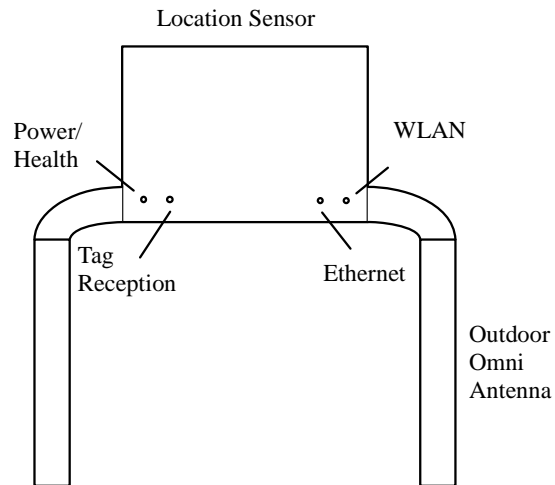 Location Sensor
Power/
Health
WLAN
Tag
Reception
Ethernet
Outdoor
Omni
Antenna